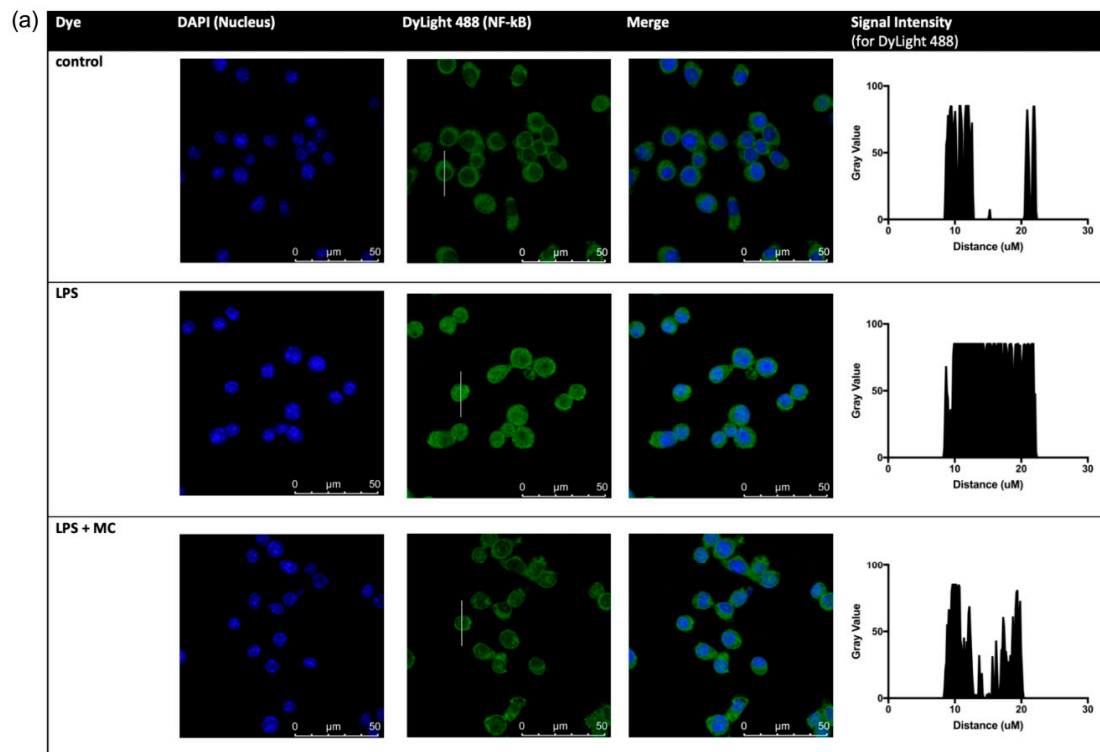 (a)
Dye DAPI (Nucleus) DyLight 488 (NF-kB) Merge Signal Intensity
(for DyLight 488)
control
0 µm 50
0 µm 50
0 µm 50
100
50
0
Gray Value
0 10 20 30
Distance (uM)
LPS
0 µm 50
0 µm 50
0 µm 50
100
50
0
Gray Value
0 10 20 30
Distance (uM)
LPS + MC
0 µm 50
0 µm 50
0 µm 50
100
50
0
Gray Value
0 10 20 30
Distance (uM)